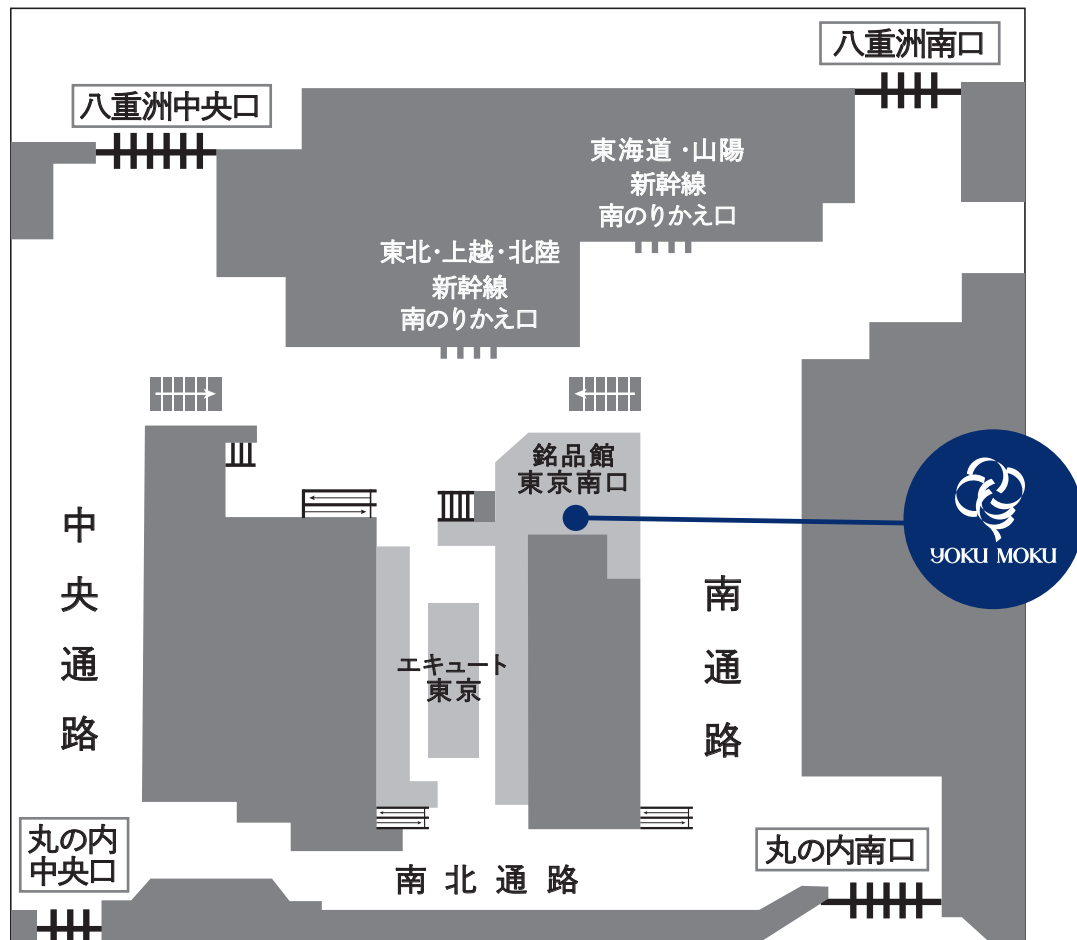 八重洲南口
八重洲中央口
東海道・山陽
新幹線
南のりかえ口
東北・上越・北陸
新幹線
南のりかえ口
銘品館
東京南口
YOKU MOKU
中央通路
南通路
エキュート
東京
丸の内
中央口
丸の内南口
南北通路